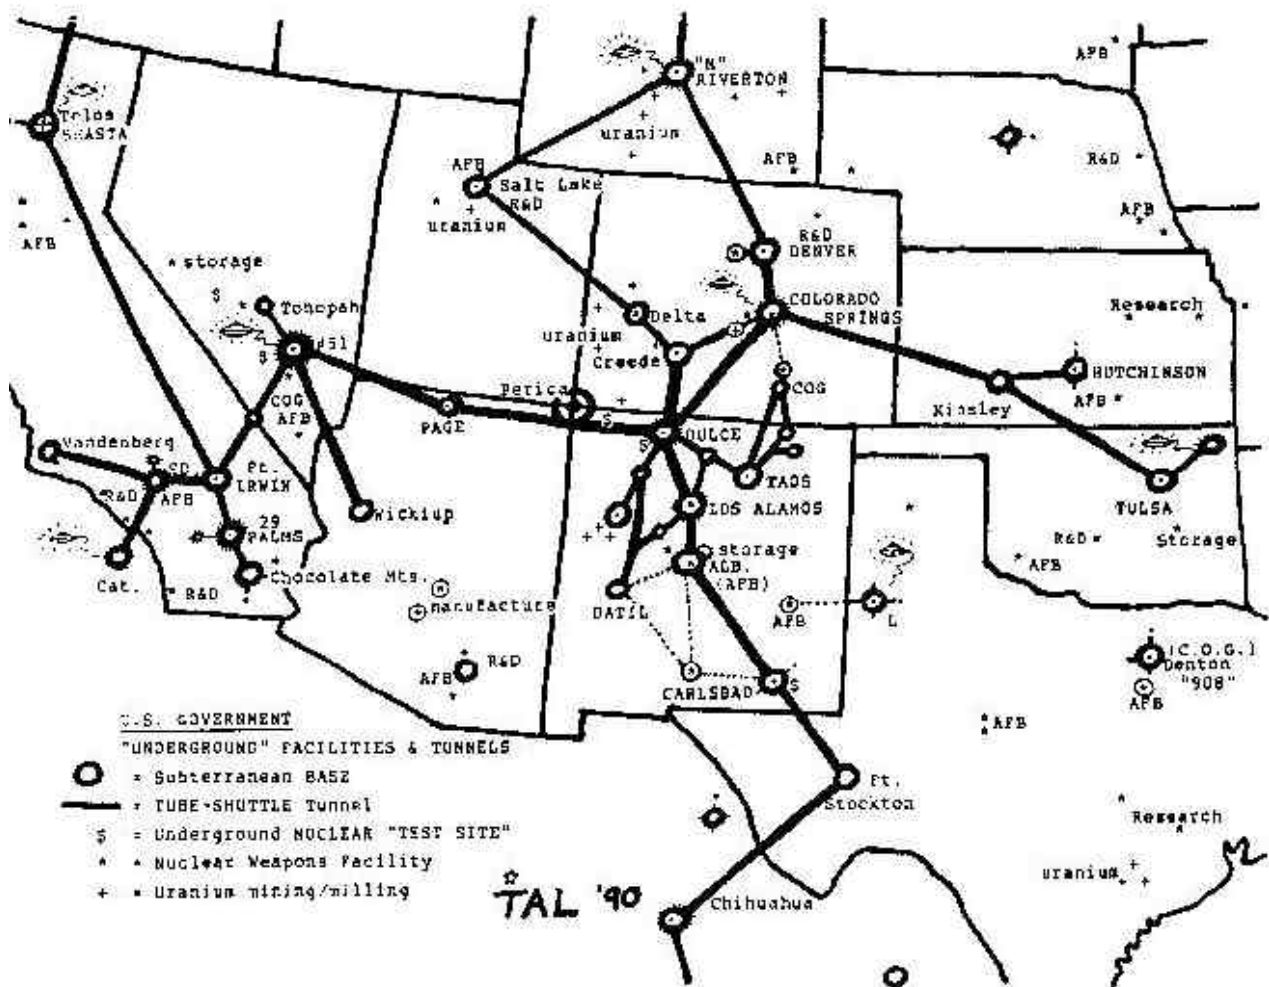 "M"
RIVERTON
uranium
AFB
Telos
SHASTA
AFB
Salt Lake
R&D
uranium
AFB
R&D
AFB
AFB
storage
$
Tonopah
R&D
DENVER
COLORADO
SPRINGS
Research
Delta
uranium
Creede
$
COG
AFB
Perica
PAGE
$
$
DULCE
COG
Kinsley
HUTCHINSON
AFB
Vandenberg
R&D
AFB
Ft.
IRWIN
Wickiup
TAOS
LOS ALAMOS
TULSA
Storage
R&D
AFB
29
PALMS
Cat.
Chocolate Mts.
R&D
storage
ALB.
(AFB)
DATIL
AFB
L
manufacture
AFB
R&D
CARLSBAD
$
(C.O.G.)
Denton
"908"
AFB
AFB
U.S. GOVERNMENT
"UNDERGROUND" FACILITIES & TUNNELS
= Subterranean BASE
= TUBE-SHUTTLE Tunnel
$ = Underground NUCLEAR "TEST SITE"
* = Nuclear Weapons Facility
+ = Uranium mining/milling
Ft.
Stockton
Research
uranium
TAL '90
Chihuahua